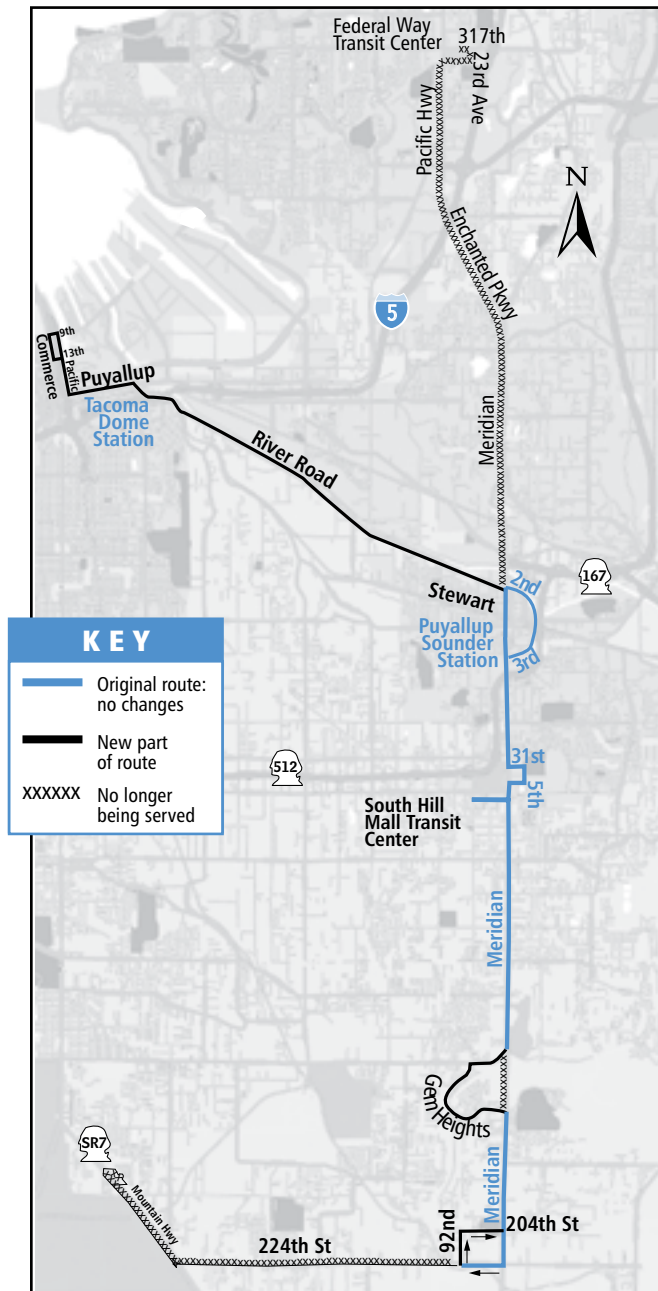 Federal Way
Transit Center
317th
23rd Ave
Pacific Hwy
N
Enchanted Pkwy
5
9th
13th
Commerce
Pacific
Puyallup
Tacoma
Dome
Station
Meridian
River Road
Stewart
2nd
167
Puyallup
Sounder
Station
3rd
KEY
Original route:
no changes
New part
of route
XXXXXX No longer
being served
512
31st
5th
South Hill
Mall Transit
Center
Meridian
Gem Heights
SR7
Mountain Hwy
Meridian
92nd
204th St
224th St